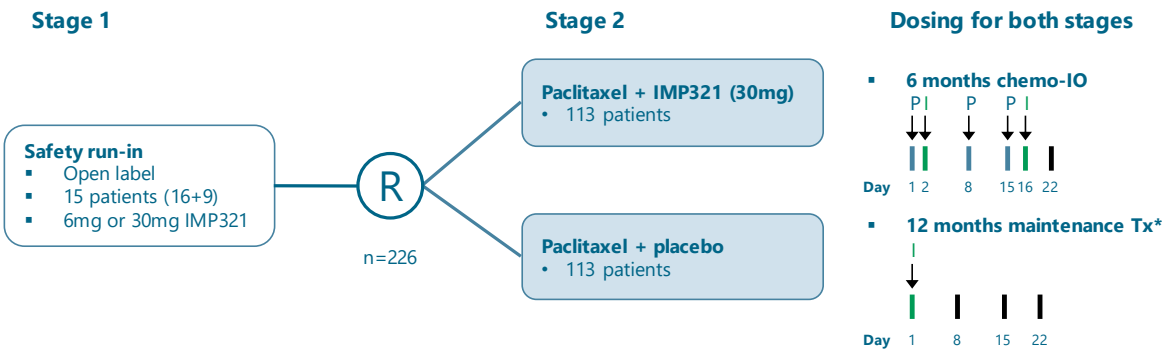 Stage 1
Safety run-in
▪ Open label
▪ 15 patients (16+9)
▪ 6mg or 30mg IMP321
R
n=226
Stage 2
Paclitaxel + IMP321 (30mg)
• 113 patients
Paclitaxel + placebo
• 113 patients
Dosing for both stages
▪ 6 months chemo-IO
P I P P I
Day 1 2 8 15 16 22
▪ 12 months maintenance Tx*
I
Day 1 8 15 22